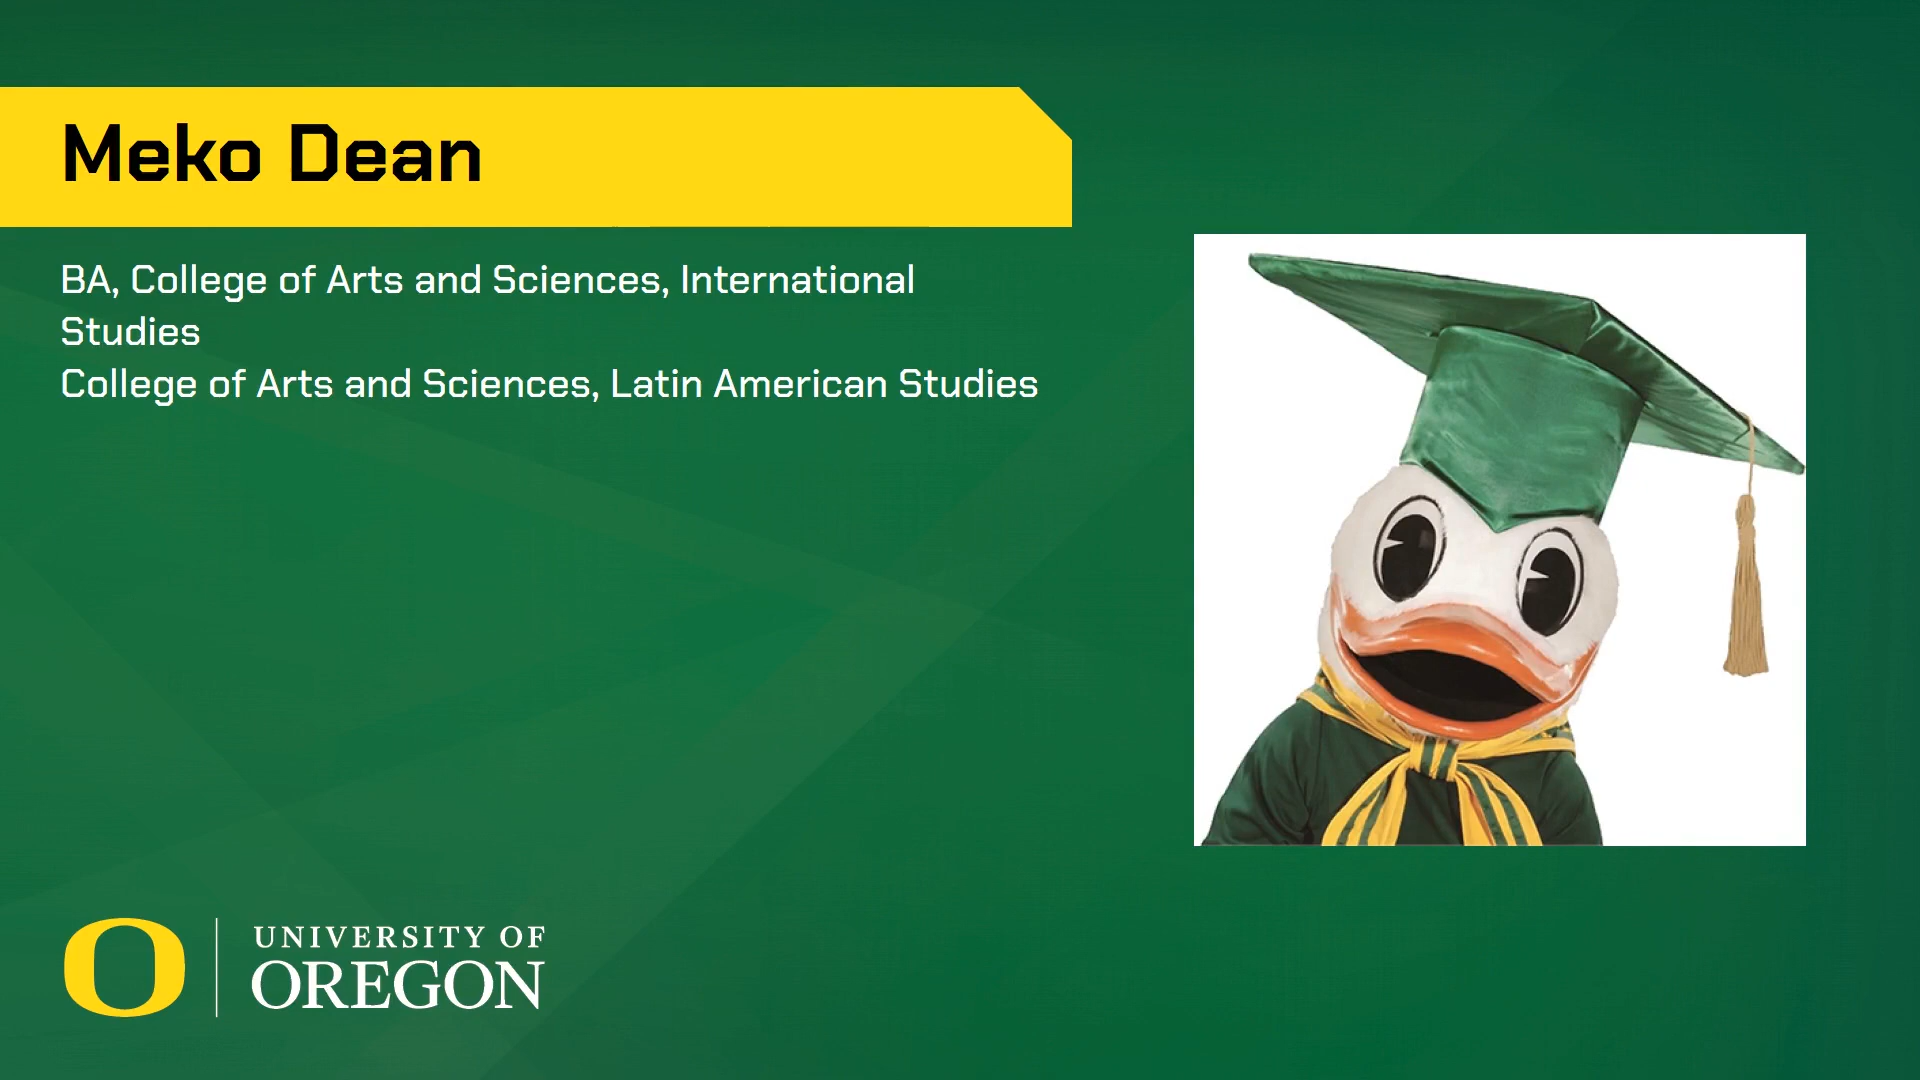 Meko Dean
BA, College of Arts and Sciences, International
Studies
College of Arts and Sciences, Latin American Studies
O
UNIVERSITY OF
OREGON